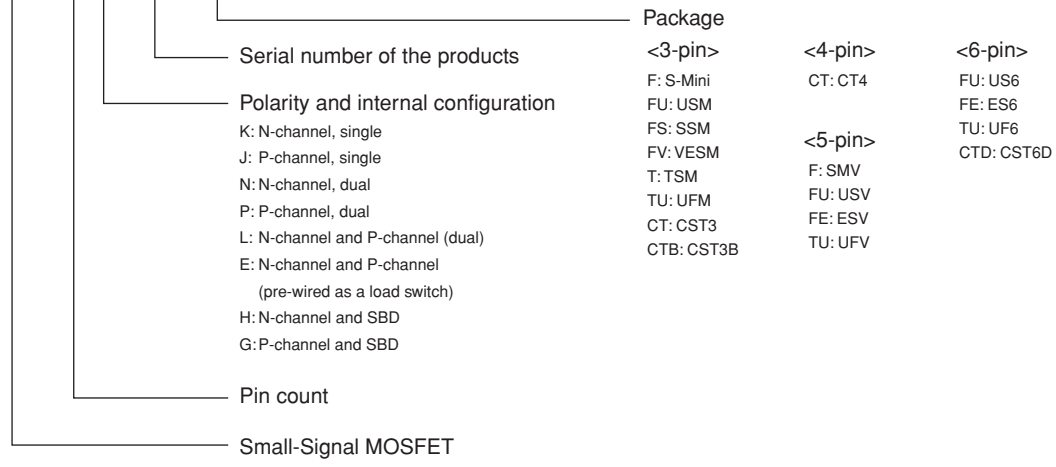 Package
<3-pin>
F: S-Mini
FU: USM
FS: SSM
FV: VESM
T: TSM
TU: UFM
CT: CST3
CTB: CST3B
<4-pin>
CT: CT4
<5-pin>
F: SMV
FU: USV
FE: ESV
TU: UFV
<6-pin>
FU: US6
FE: ES6
TU: UF6
CTD: CST6D
Serial number of the products
Polarity and internal configuration
K: N-channel, single
J: P-channel, single
N: N-channel, dual
P: P-channel, dual
L: N-channel and P-channel (dual)
E: N-channel and P-channel
(pre-wired as a load switch)
H: N-channel and SBD
G: P-channel and SBD
Pin count
Small-Signal MOSFET